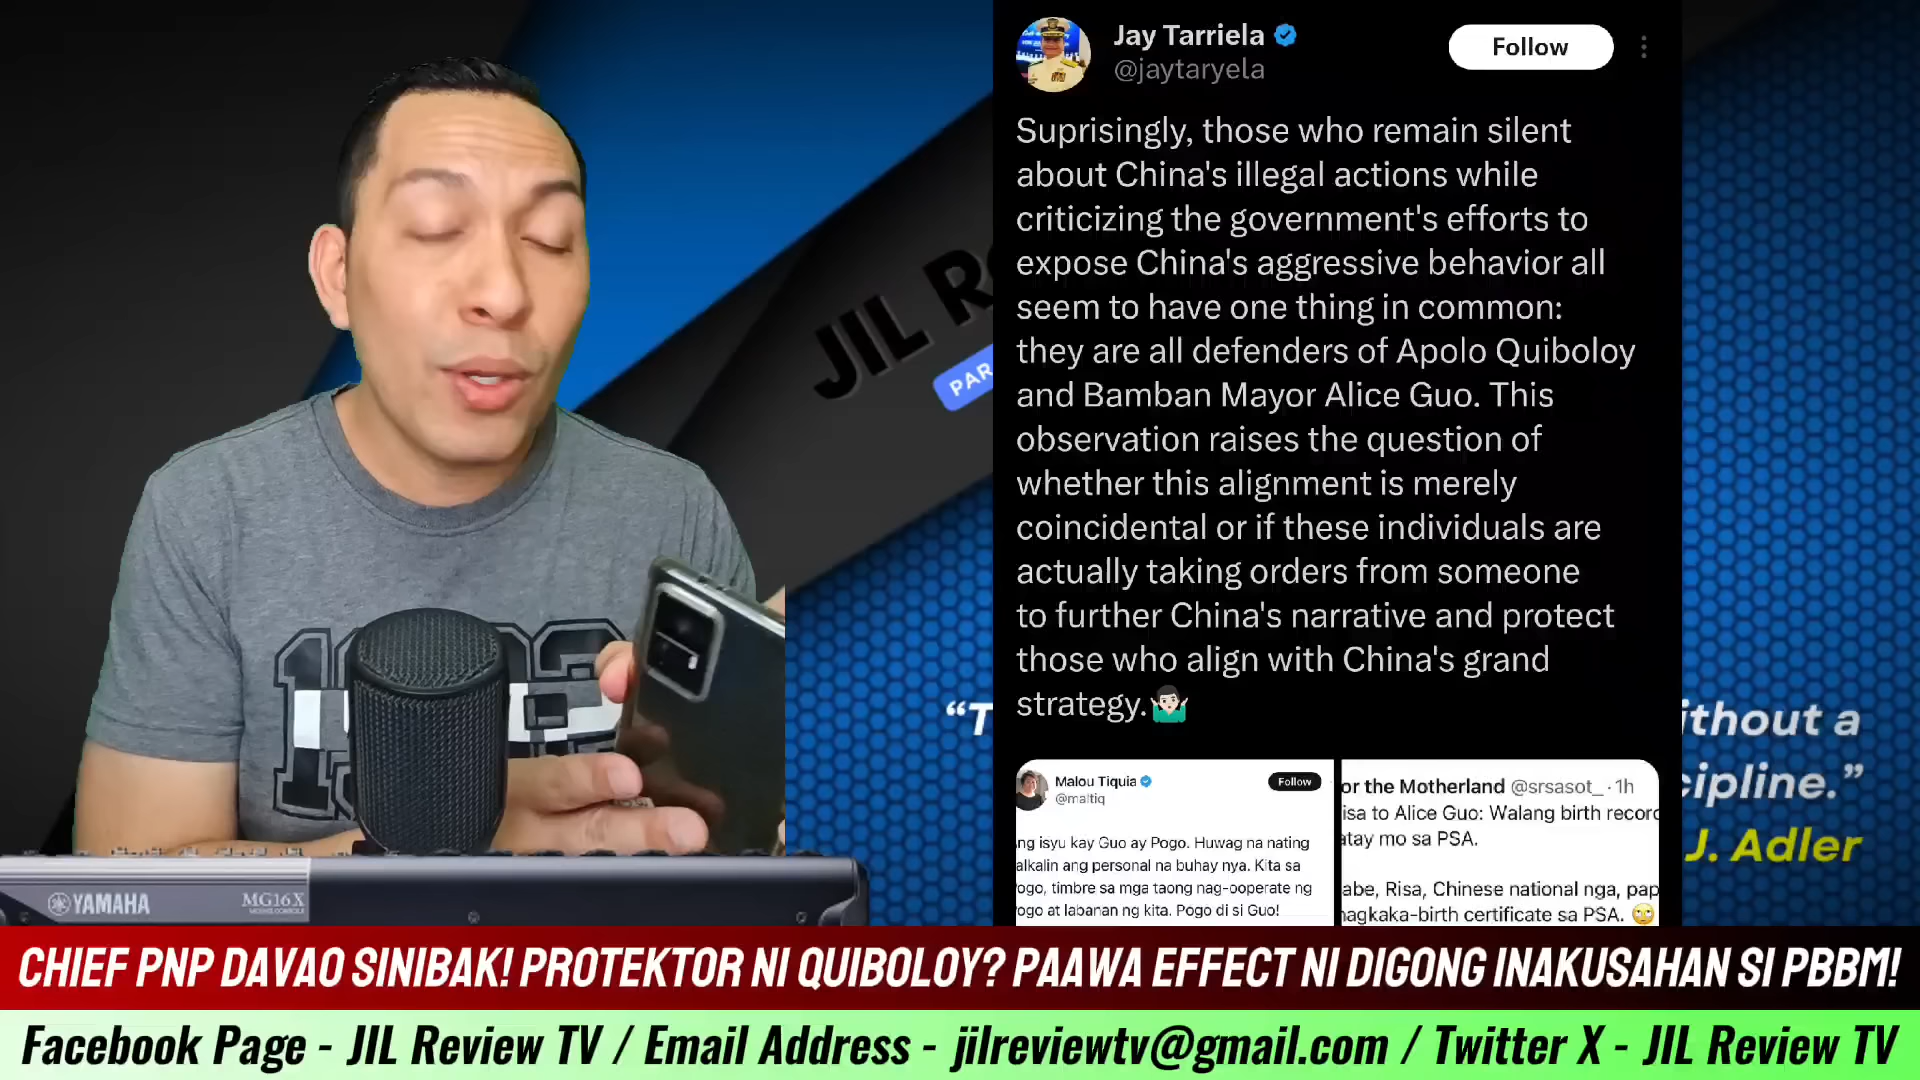 Jay Tarriela
@jaytaryela
Follow
Suprisingly, those who remain silent
about China's illegal actions while
criticizing the government's efforts to
expose China's aggressive behavior all
seem to have one thing in common:
they are all defenders of Apolo Quiboloy
and Bamban Mayor Alice Guo. This
observation raises the question of
whether this alignment is merely
coincidental or if these individuals are
actually taking orders from someone
to further China's narrative and protect
those who align with China's grand
strategy.🤷🏻‍♂️
Malou Tiquia
@maltiq
Follow
ng isyu kay Guo ay Pogo. Huwag na nating
alkalin ang personal na buhay nya. Kita sa
ogo, timbre sa mga taong nag-ooperate ng
ogo at labanan ng kita. Pogo di si Guo!
or the Motherland @srsasot_ · 1h
isa to Alice Guo: Walang birth recor
atay mo sa PSA.
abe, Risa, Chinese national nga, pap
nagkaka-birth certificate sa PSA. 🙄
JIL R
PAR
“T
ithout a
cipline.”
J. Adler
YAMAHA
MG16X
CHIEF PNP DAVAO SINIBAK! PROTEKTOR NI QUIBOLOY? PAAWA EFFECT NI DIGONG INAKUSAHAN SI PBBM!
Facebook Page - JIL Review TV / Email Address - jilreviewtv@gmail.com / Twitter X - JIL Review TV